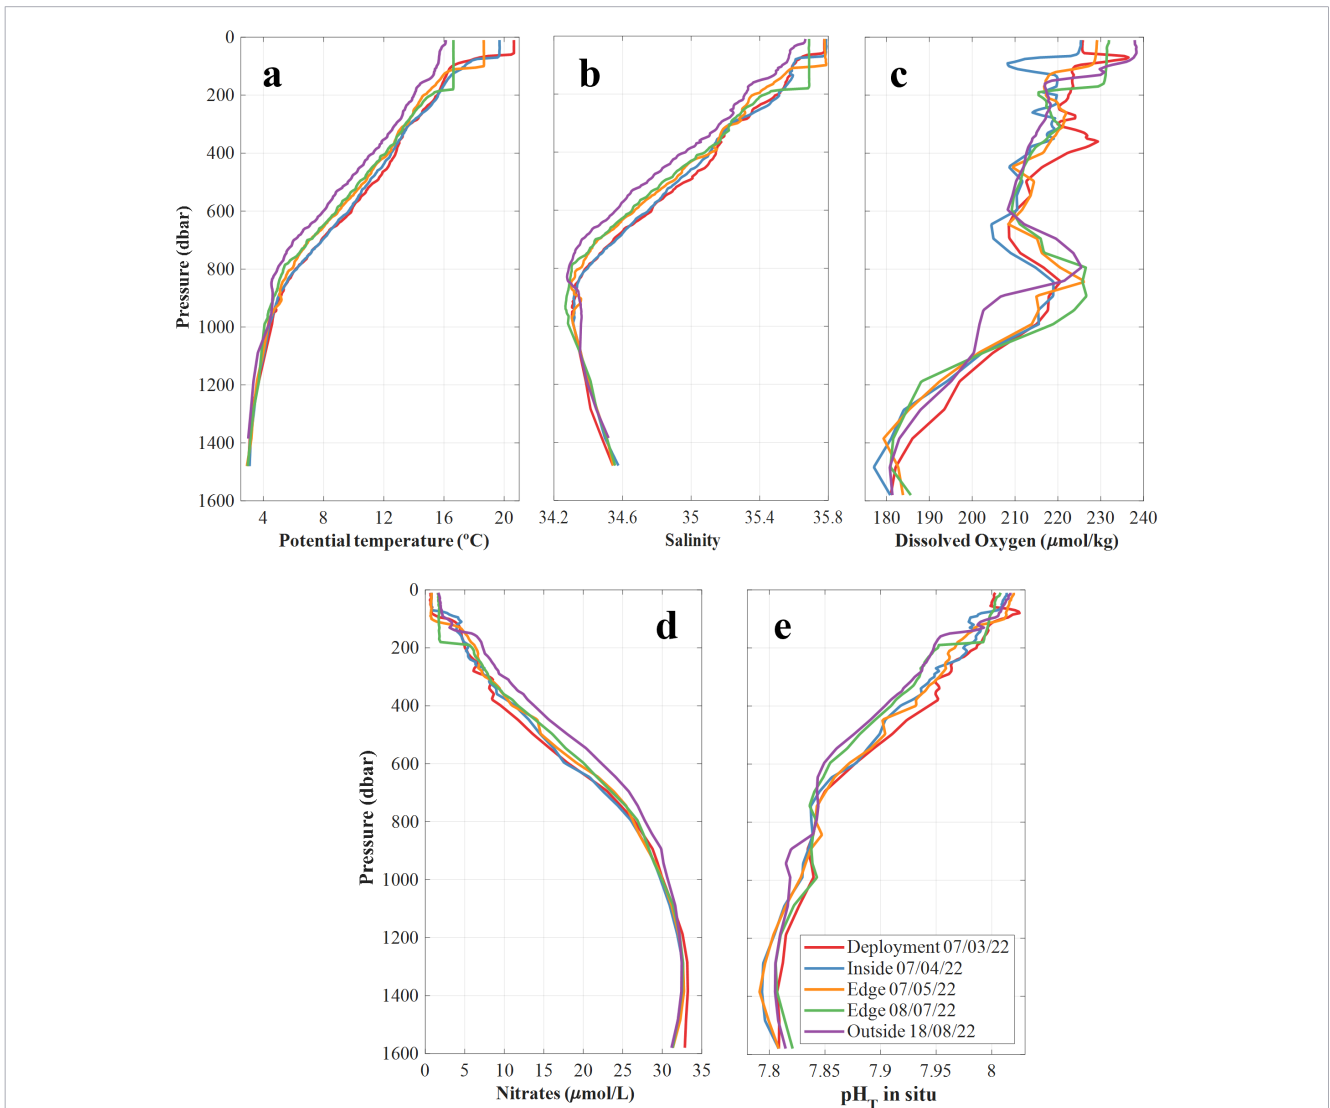 a
b
c
0
200
400
600
800
1000
1200
1400
1600
Pressure (dbar)
4
8
12
16
20
Potential temperature (ºC)
34.2
34.6
35
35.4
35.8
Salinity
180
190
200
210
220
230
240
Dissolved Oxygen (μmol/kg)
d
e
0
200
400
600
800
1000
1200
1400
1600
Pressure (dbar)
0
5
10
15
20
25
30
35
Nitrates (μmol/L)
Deployment 07/03/22
Inside 07/04/22
Edge 07/05/22
Edge 08/07/22
Outside 18/08/22
7.8
7.85
7.9
7.95
8
pH_T in situ